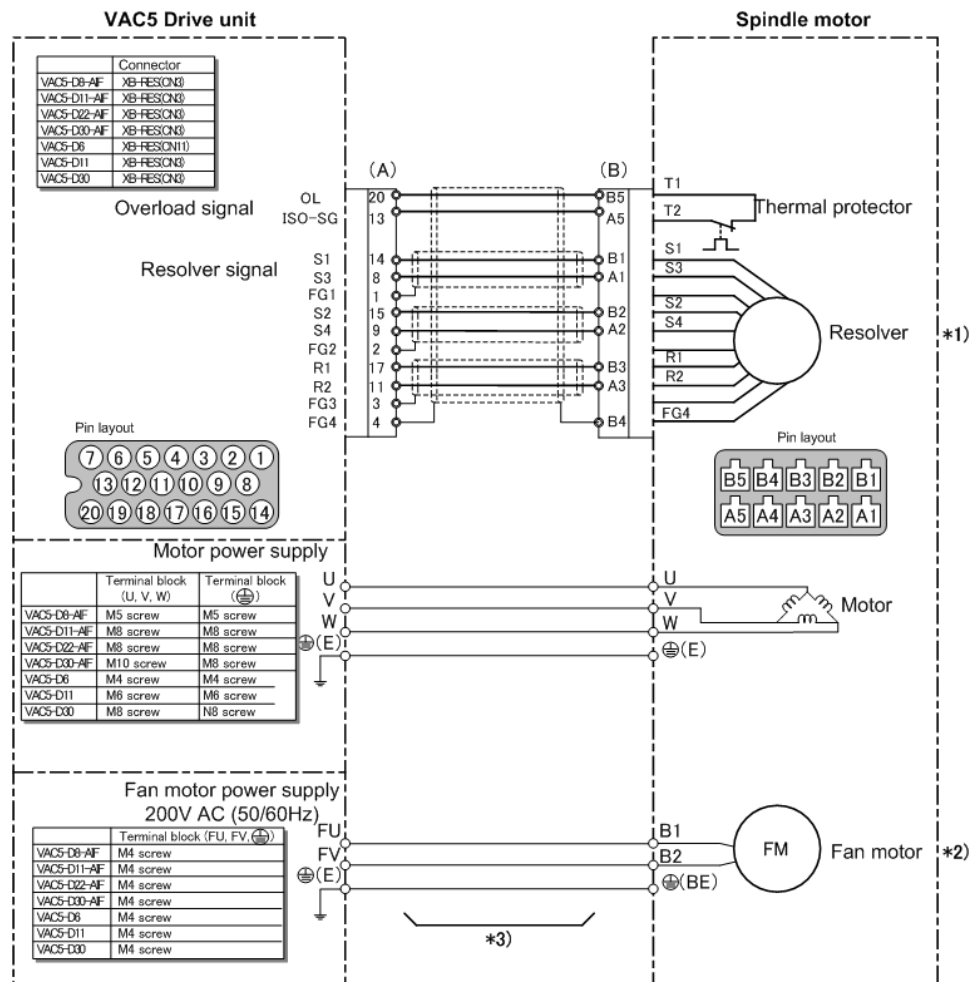 VAC5 Drive unit
Spindle motor
Connector
VAC5-D8-AIF XB-RES(CN3)
VAC5-D11-AIF XB-RES(CN3)
VAC5-D22-AIF XB-RES(CN3)
VAC5-D30-AIF XB-RES(CN3)
VAC5-D6 XB-RES(CN11)
VAC5-D11 XB-RES(CN3)
VAC5-D30 XB-RES(CN3)
(A) (B)
Overload signal
OL 20 B5 T1
ISO-SG 13 A5 T2
Thermal protector
Resolver signal
S1 14 B1 S1
S3 8 A1 S3
FG1 1
S2 15 B2 S2
S4 9 A2 S4
FG2 2
R1 17 B3 R1
R2 11 A3 R2
FG3 3
FG4 4 B4 FG4
Resolver *1)
Pin layout
7 6 5 4 3 2 1
13 12 11 10 9 8
20 19 18 17 16 15 14
Pin layout
B5 B4 B3 B2 B1
A5 A4 A3 A2 A1
Motor power supply
Terminal block (U, V, W) Terminal block (⏚)
VAC5-D8-AIF M5 screw M5 screw
VAC5-D11-AIF M8 screw M8 screw
VAC5-D22-AIF M8 screw M8 screw
VAC5-D30-AIF M10 screw M8 screw
VAC5-D6 M4 screw M4 screw
VAC5-D11 M6 screw M6 screw
VAC5-D30 M8 screw N8 screw
U U
V V
W W
⏚(E) ⏚(E)
Motor
Fan motor power supply
200V AC (50/60Hz)
Terminal block (FU, FV, ⏚)
VAC5-D8-AIF M4 screw
VAC5-D11-AIF M4 screw
VAC5-D22-AIF M4 screw
VAC5-D30-AIF M4 screw
VAC5-D6 M4 screw
VAC5-D11 M4 screw
VAC5-D30 M4 screw
FU B1
FV B2
⏚(E) ⏚(BE)
FM
Fan motor *2)
*3)